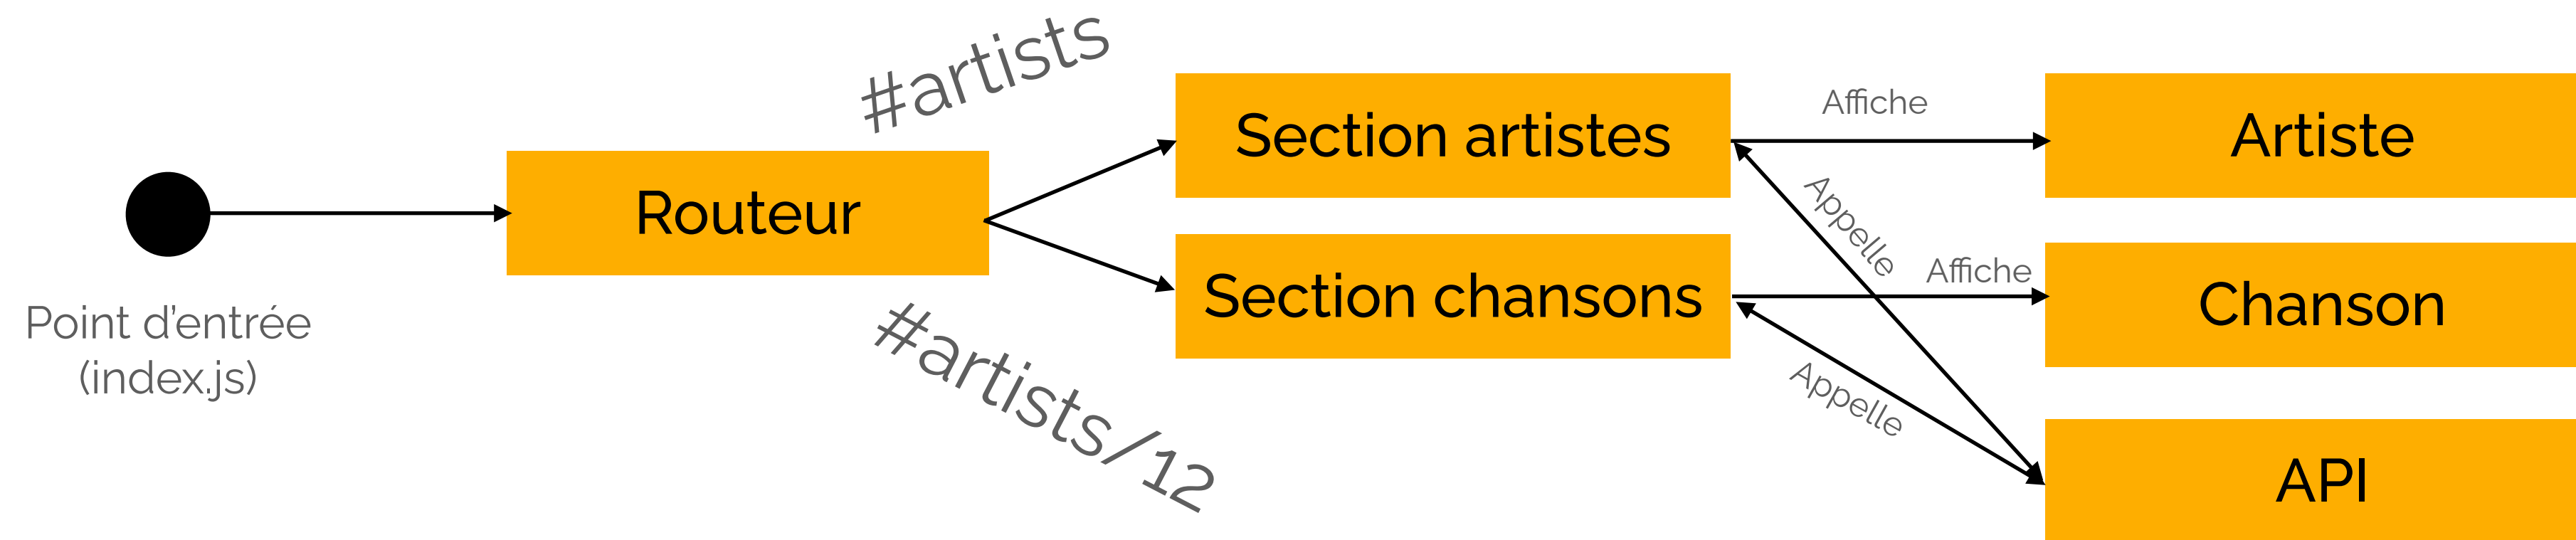 Point d'entrée
(index.js)
Routeur
#artists
#artists/12
Section artistes
Section chansons
Affiche
Appelle
Affiche
Appelle
Artiste
Chanson
API